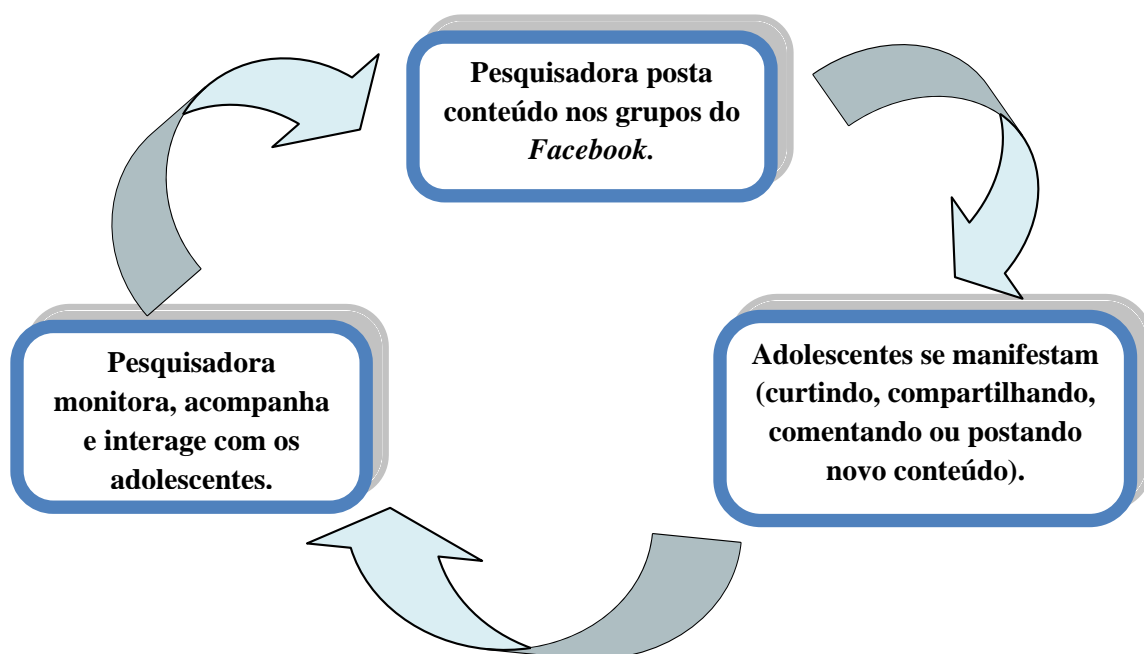 Pesquisadora posta
conteúdo nos grupos do
Facebook.
Adolescentes se manifestam
(curtindo, compartilhando,
comentando ou postando
novo conteúdo).
Pesquisadora
monitora, acompanha
e interage com os
adolescentes.